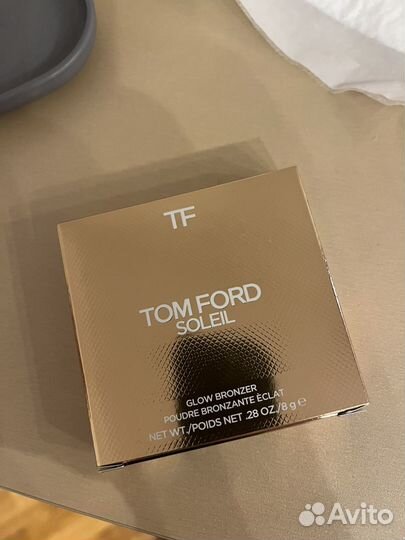 TF
TOM FORD
SOLEIL
GLOW BRONZER
POUDRE BRONZANTE ÉCLAT
NET WT./POIDS NET .28 OZ./8 g ℮
Avito